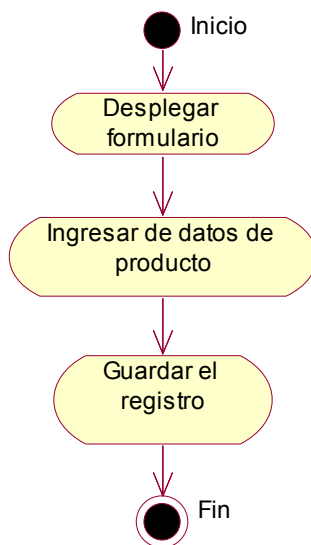 Inicio
Desplegar
formulario
Ingresar de datos de
producto
Guardar el
registro
Fin